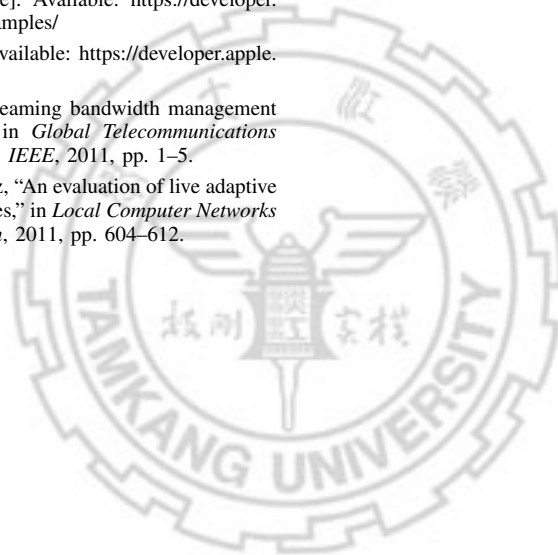 e]. Available: https://developer.
amples/
vailable: https://developer.apple.
eaming bandwidth management
in Global Telecommunications
IEEE, 2011, pp. 1–5.
z, “An evaluation of live adaptive
es,” in Local Computer Networks
n, 2011, pp. 604–612.
TAMKANG UNIVERSITY